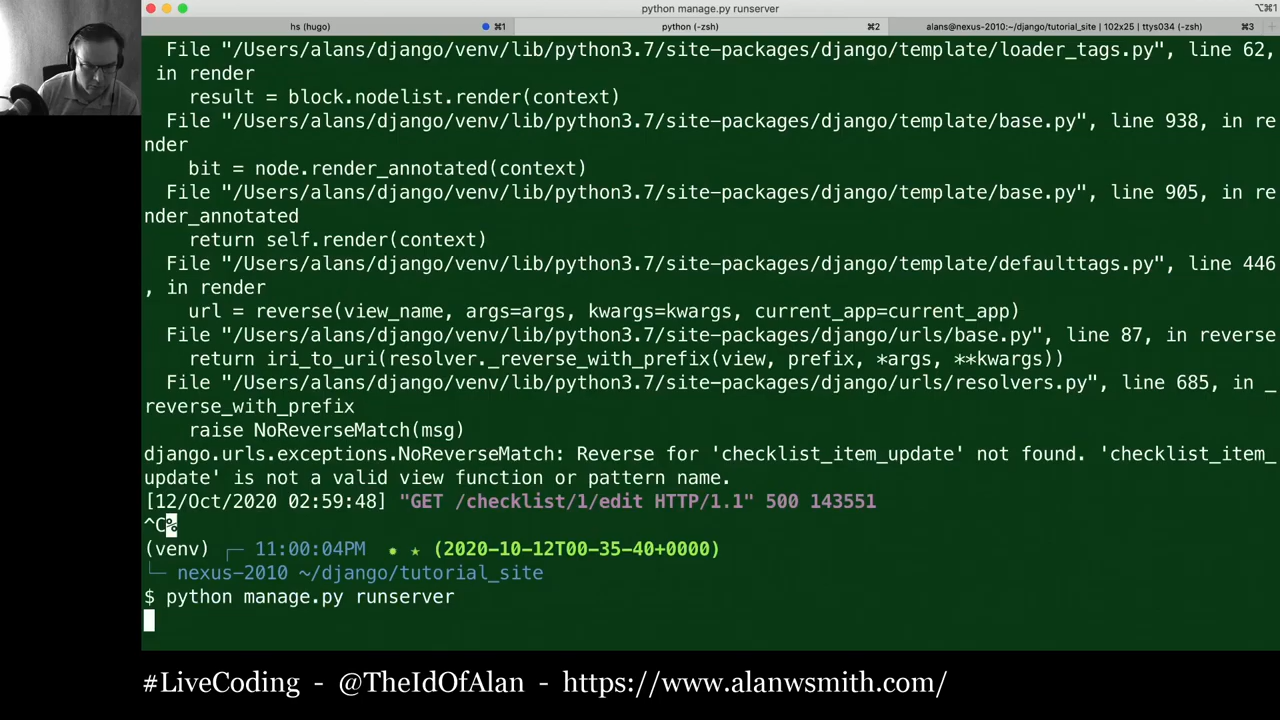 python manage.py runserver
⌥⌘1
hs (hugo)
⌘1
python (-zsh)
⌘2
alans@nexus-2010:~/django/tutorial_site | 102x25 | ttys034 (-zsh)
⌘3
File "/Users/alans/django/venv/lib/python3.7/site-packages/django/template/loader_tags.py", line 62,
in render
result = block.nodelist.render(context)
File "/Users/alans/django/venv/lib/python3.7/site-packages/django/template/base.py", line 938, in re
nder
bit = node.render_annotated(context)
File "/Users/alans/django/venv/lib/python3.7/site-packages/django/template/base.py", line 905, in re
nder_annotated
return self.render(context)
File "/Users/alans/django/venv/lib/python3.7/site-packages/django/template/defaulttags.py", line 446
, in render
url = reverse(view_name, args=args, kwargs=kwargs, current_app=current_app)
File "/Users/alans/django/venv/lib/python3.7/site-packages/django/urls/base.py", line 87, in reverse
return iri_to_uri(resolver._reverse_with_prefix(view, prefix, *args, **kwargs))
File "/Users/alans/django/venv/lib/python3.7/site-packages/django/urls/resolvers.py", line 685, in _
reverse_with_prefix
raise NoReverseMatch(msg)
django.urls.exceptions.NoReverseMatch: Reverse for 'checklist_item_update' not found. 'checklist_item_
update' is not a valid view function or pattern name.
[12/Oct/2020 02:59:48] "GET /checklist/1/edit HTTP/1.1" 500 143551
^C%
(venv) ┌─ 11:00:04PM ✹ ★ (2020-10-12T00-35-40+0000)
└─ nexus-2010 ~/django/tutorial_site
$ python manage.py runserver
#LiveCoding - @TheIdOfAlan - https://www.alanwsmith.com/